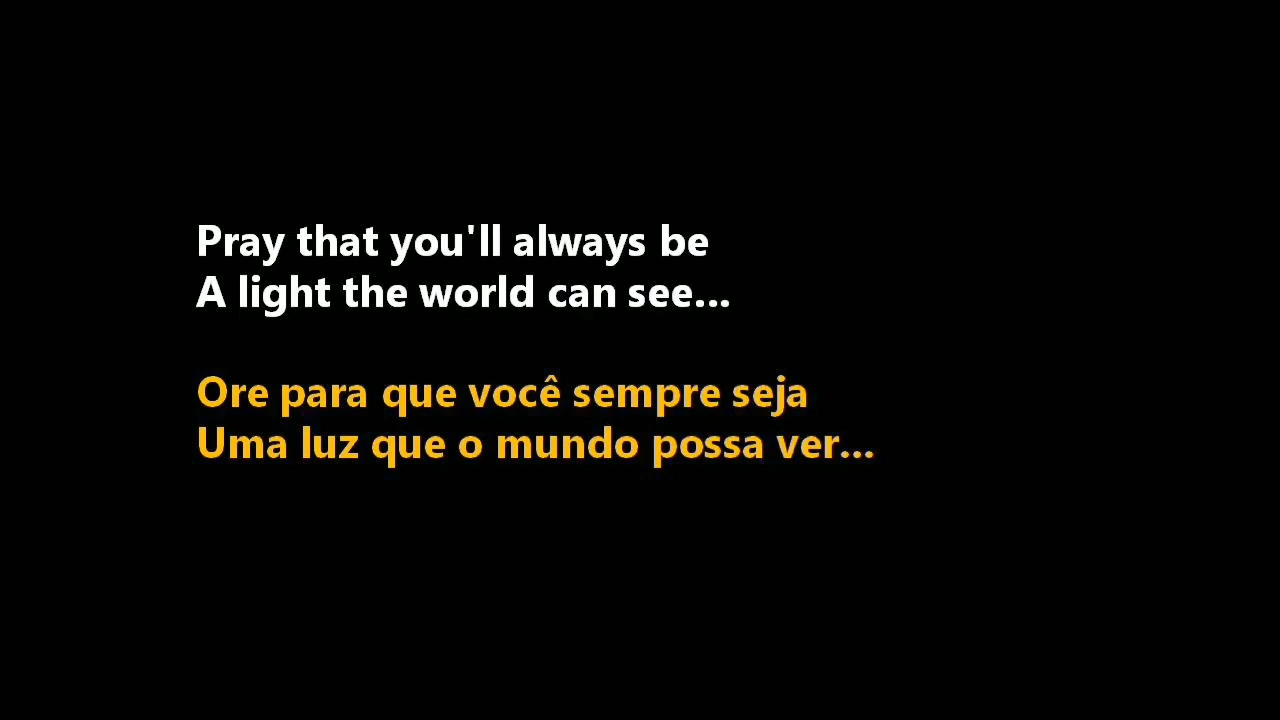 Pray that you'll always be
A light the world can see...
Ore para que você sempre seja
Uma luz que o mundo possa ver...